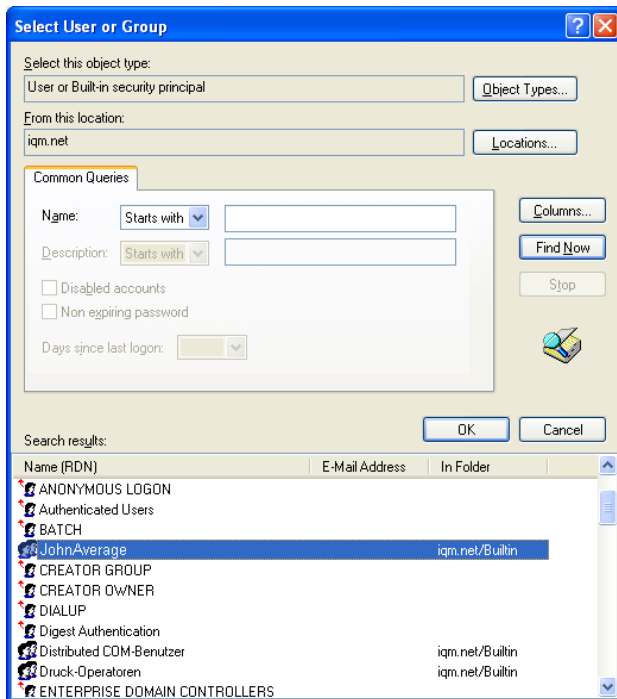 Select User or Group
Select this object type:
User or Built-in security principal
Object Types...
From this location:
iqm.net
Locations...
Common Queries
Name: Starts with
Columns...
Description: Starts with
Find Now
Disabled accounts
Stop
Non expiring password
Days since last logon:
OK Cancel
Search results:
Name (RDN) E-Mail Address In Folder
ANONYMOUS LOGON
Authenticated Users
BATCH
JohnAverage iqm.net/Builtin
CREATOR GROUP
CREATOR OWNER
DIALUP
Digest Authentication
Distributed COM-Benutzer iqm.net/Builtin
Druck-Operatoren iqm.net/Builtin
ENTERPRISE DOMAIN CONTROLLERS